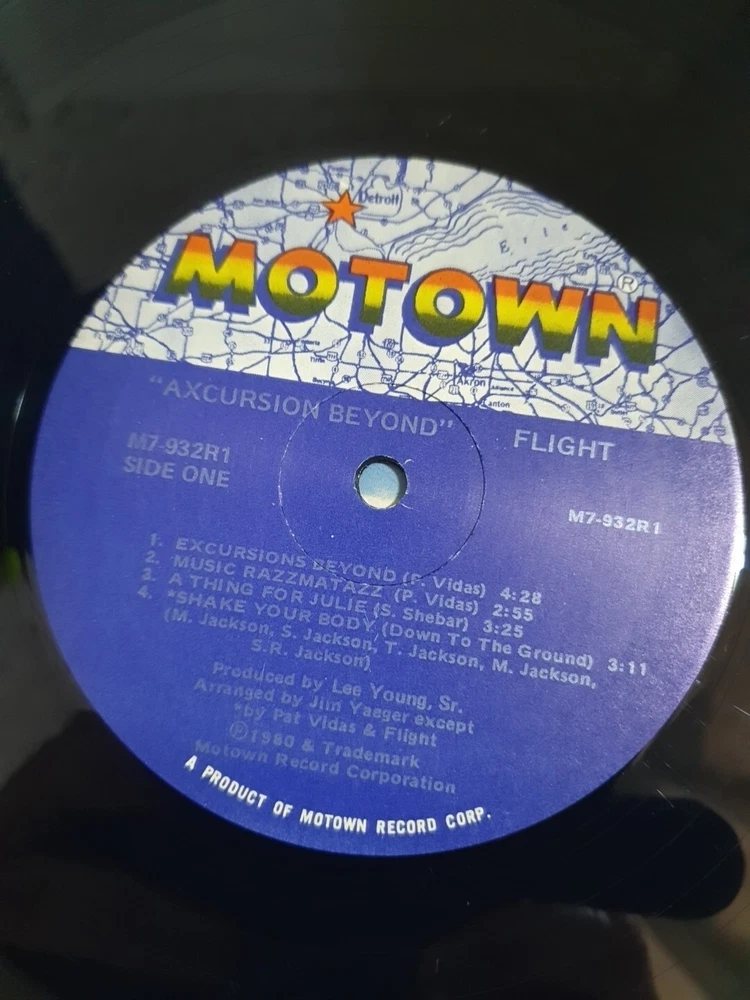 Detroit
Erie
MOTOWN®
Akron
"AXCURSION BEYOND"
FLIGHT
M7-932R1
SIDE ONE
M7-932R1
1. EXCURSIONS BEYOND (P. Vidas) 4:28
2. MUSIC RAZZMATAZZ (P. Vidas) 2:55
3. A THING FOR JULIE (S. Shebar) 3:25
4. *SHAKE YOUR BODY (Down To The Ground) 3:11
(M. Jackson, S. Jackson, T. Jackson, M. Jackson,
S.R. Jackson)
Produced by Lee Young, Sr.
Arranged by Jim Yaeger except
*by Pat Vidas & Flight
Ⓟ1980 & Trademark
Motown Record Corporation
A PRODUCT OF MOTOWN RECORD CORP.